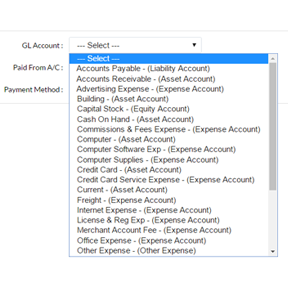 GL Account :
--- Select ---
--- Select ---
Paid From A/C :
Payment Method :
Accounts Payable - (Liability Account)
Accounts Receivable - (Asset Account)
Advertising Expense - (Expense Account)
Building - (Asset Account)
Capital Stock - (Equity Account)
Cash On Hand - (Asset Account)
Commissions & Fees Expense - (Expense Account)
Computer - (Asset Account)
Computer Software Exp - (Expense Account)
Computer Supplies - (Expense Account)
Credit Card - (Asset Account)
Credit Card Service Expense - (Expense Account)
Current - (Asset Account)
Freight - (Expense Account)
Internet Expense - (Expense Account)
License & Reg Exp - (Expense Account)
Merchant Account Fee - (Expense Account)
Office Expense - (Expense Account)
Other Expense - (Other Expense)